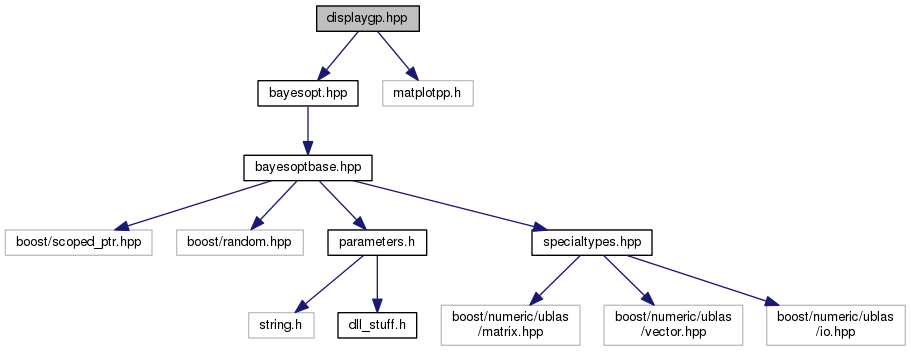 displaygp.hpp
bayesopt.hpp
matplotpp.h
bayesoptbase.hpp
boost/scoped_ptr.hpp
boost/random.hpp
parameters.h
specialtypes.hpp
string.h
dll_stuff.h
boost/numeric/ublas
/matrix.hpp
boost/numeric/ublas
/vector.hpp
boost/numeric/ublas
/io.hpp